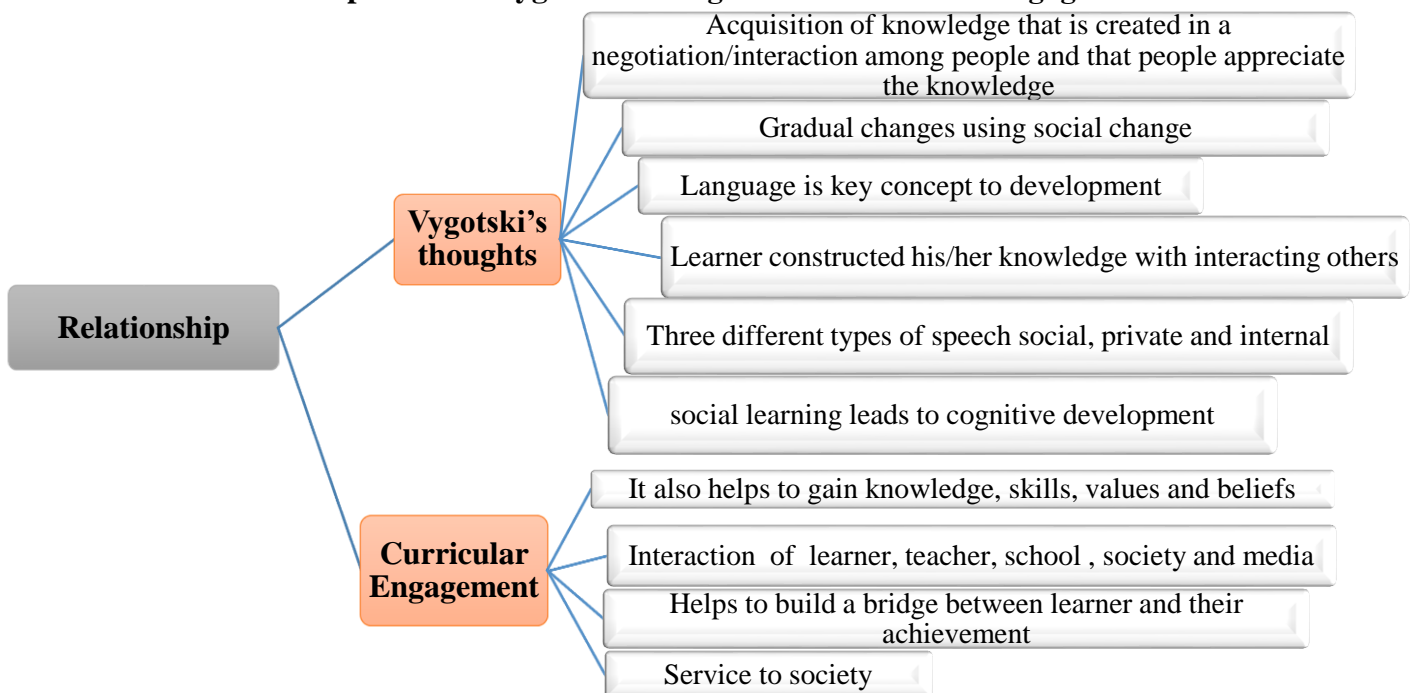 Acquisition of knowledge that is created in a
negotiation/interaction among people and that people appreciate
the knowledge
Gradual changes using social change
Language is key concept to development
Vygotski's
thoughts
Learner constructed his/her knowledge with interacting others
Relationship
Three different types of speech social, private and internal
social learning leads to cognitive development
It also helps to gain knowledge, skills, values and beliefs
Curricular
Engagement
Interaction of learner, teacher, school , society and media
Helps to build a bridge between learner and their
achievement
Service to society